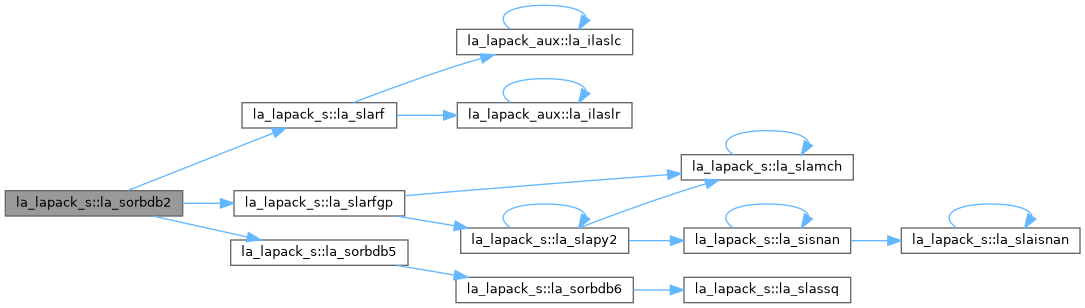 la_lapack_aux::la_ilaslc
la_lapack_s::la_slarf
la_lapack_aux::la_ilaslr
la_lapack_s::la_slamch
la_lapack_s::la_sorbdb2
la_lapack_s::la_slarfgp
la_lapack_s::la_slapy2
la_lapack_s::la_sisnan
la_lapack_s::la_slaisnan
la_lapack_s::la_sorbdb5
la_lapack_s::la_sorbdb6
la_lapack_s::la_slassq